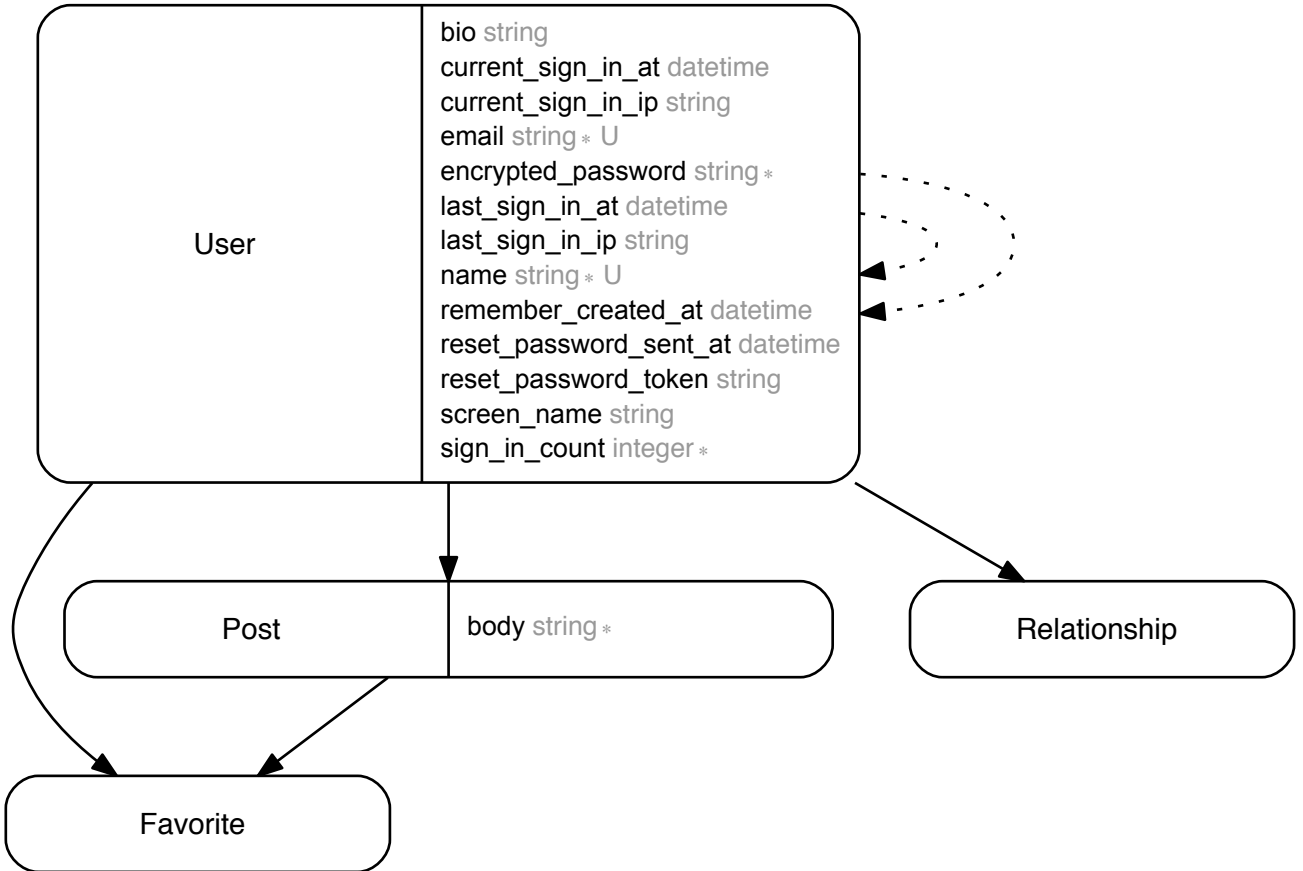 User
bio string
current_sign_in_at datetime
current_sign_in_ip string
email string∗ U
encrypted_password string∗
last_sign_in_at datetime
last_sign_in_ip string
name string∗ U
remember_created_at datetime
reset_password_sent_at datetime
reset_password_token string
screen_name string
sign_in_count integer∗
Post
body string∗
Relationship
Favorite